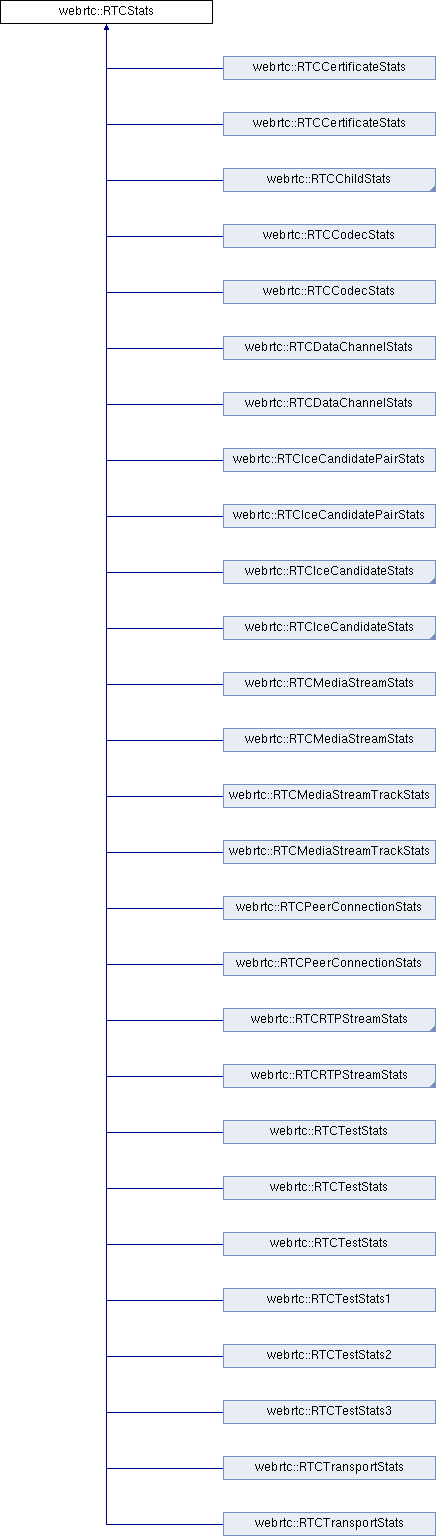 webrtc::RTCStats
webrtc::RTCCertificateStats
webrtc::RTCCertificateStats
webrtc::RTCChildStats
webrtc::RTCCodecStats
webrtc::RTCCodecStats
webrtc::RTCDataChannelStats
webrtc::RTCDataChannelStats
webrtc::RTCIceCandidatePairStats
webrtc::RTCIceCandidatePairStats
webrtc::RTCIceCandidateStats
webrtc::RTCIceCandidateStats
webrtc::RTCMediaStreamStats
webrtc::RTCMediaStreamStats
webrtc::RTCMediaStreamTrackStats
webrtc::RTCMediaStreamTrackStats
webrtc::RTCPeerConnectionStats
webrtc::RTCPeerConnectionStats
webrtc::RTCRTPStreamStats
webrtc::RTCRTPStreamStats
webrtc::RTCTestStats
webrtc::RTCTestStats
webrtc::RTCTestStats
webrtc::RTCTestStats1
webrtc::RTCTestStats2
webrtc::RTCTestStats3
webrtc::RTCTransportStats
webrtc::RTCTransportStats